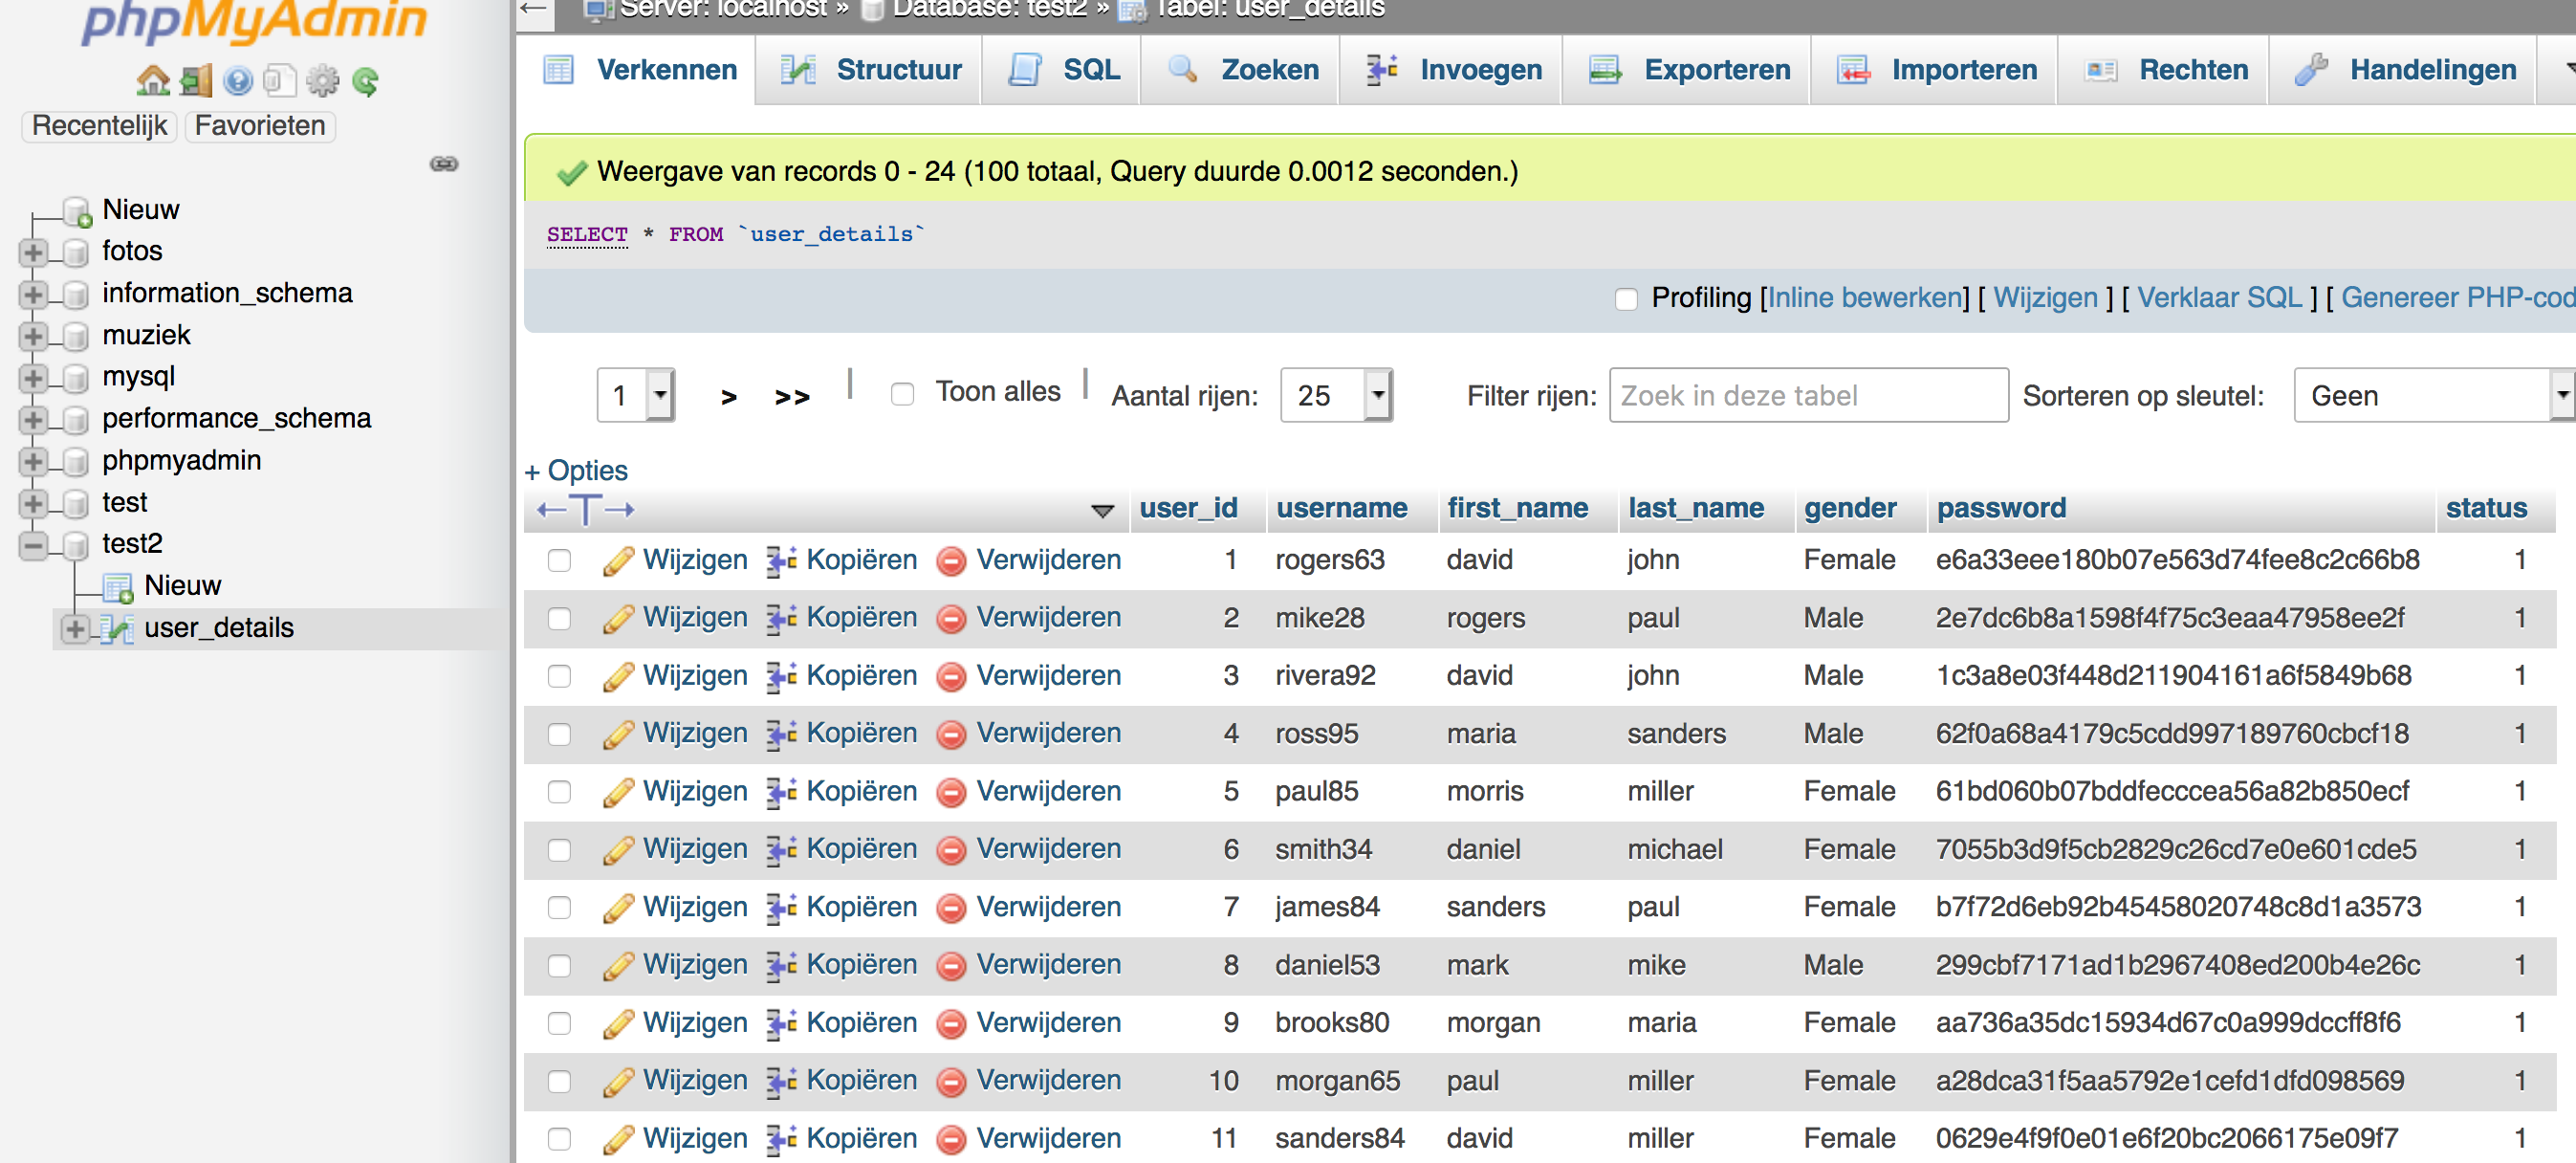 phpMyAdmin
Recentelijk Favorieten
Nieuw
fotos
information_schema
muziek
mysql
performance_schema
phpmyadmin
test
test2
Nieuw
user_details
Server: localhost » Database: test2 » Tabel: user_details
Verkennen Structuur SQL Zoeken Invoegen Exporteren Importeren Rechten Handelingen
Weergave van records 0 - 24 (100 totaal, Query duurde 0.0012 seconden.)
SELECT * FROM `user_details`
Profiling [Inline bewerken] [ Wijzigen ] [ Verklaar SQL ] [ Genereer PHP-cod
1 > >> | Toon alles | Aantal rijen: 25 Filter rijen: Zoek in deze tabel Sorteren op sleutel: Geen
+ Opties
←T→ user_id username first_name last_name gender password status
Wijzigen Kopiëren Verwijderen 1 rogers63 david john Female e6a33eee180b07e563d74fee8c2c66b8 1
Wijzigen Kopiëren Verwijderen 2 mike28 rogers paul Male 2e7dc6b8a1598f4f75c3eaa47958ee2f 1
Wijzigen Kopiëren Verwijderen 3 rivera92 david john Male 1c3a8e03f448d211904161a6f5849b68 1
Wijzigen Kopiëren Verwijderen 4 ross95 maria sanders Male 62f0a68a4179c5cdd997189760cbcf18 1
Wijzigen Kopiëren Verwijderen 5 paul85 morris miller Female 61bd060b07bddfecccea56a82b850ecf 1
Wijzigen Kopiëren Verwijderen 6 smith34 daniel michael Female 7055b3d9f5cb2829c26cd7e0e601cde5 1
Wijzigen Kopiëren Verwijderen 7 james84 sanders paul Female b7f72d6eb92b45458020748c8d1a3573 1
Wijzigen Kopiëren Verwijderen 8 daniel53 mark mike Male 299cbf7171ad1b2967408ed200b4e26c 1
Wijzigen Kopiëren Verwijderen 9 brooks80 morgan maria Female aa736a35dc15934d67c0a999dccff8f6 1
Wijzigen Kopiëren Verwijderen 10 morgan65 paul miller Female a28dca31f5aa5792e1cefd1dfd098569 1
Wijzigen Kopiëren Verwijderen 11 sanders84 david miller Female 0629e4f9f0e01e6f20bc2066175e09f7 1